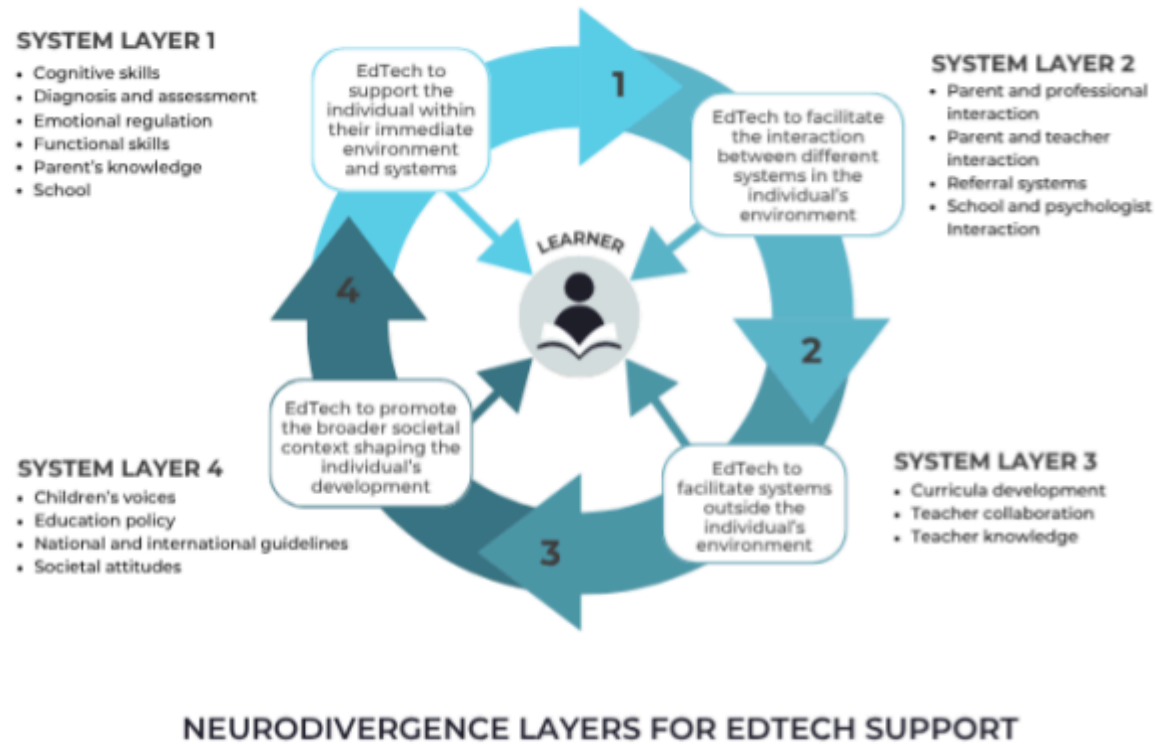 SYSTEM LAYER 1
• Cognitive skills
• Diagnosis and assessment
• Emotional regulation
• Functional skills
• Parent's knowledge
• School
EdTech to
support the
individual within
their immediate
environment
and systems
1
EdTech to facilitate
the interaction
between different
systems in the
individual's
environment
SYSTEM LAYER 2
• Parent and professional
interaction
• Parent and teacher
interaction
• Referral systems
• School and psychologist
Interaction
LEARNER
4
2
EdTech to promote
the broader societal
context shaping the
individual's
development
SYSTEM LAYER 4
• Children's voices
• Education policy
• National and international guidelines
• Societal attitudes
3
EdTech to
facilitate systems
outside the
individual's
environment
SYSTEM LAYER 3
• Curricula development
• Teacher collaboration
• Teacher knowledge
NEURODIVERGENCE LAYERS FOR EDTECH SUPPORT